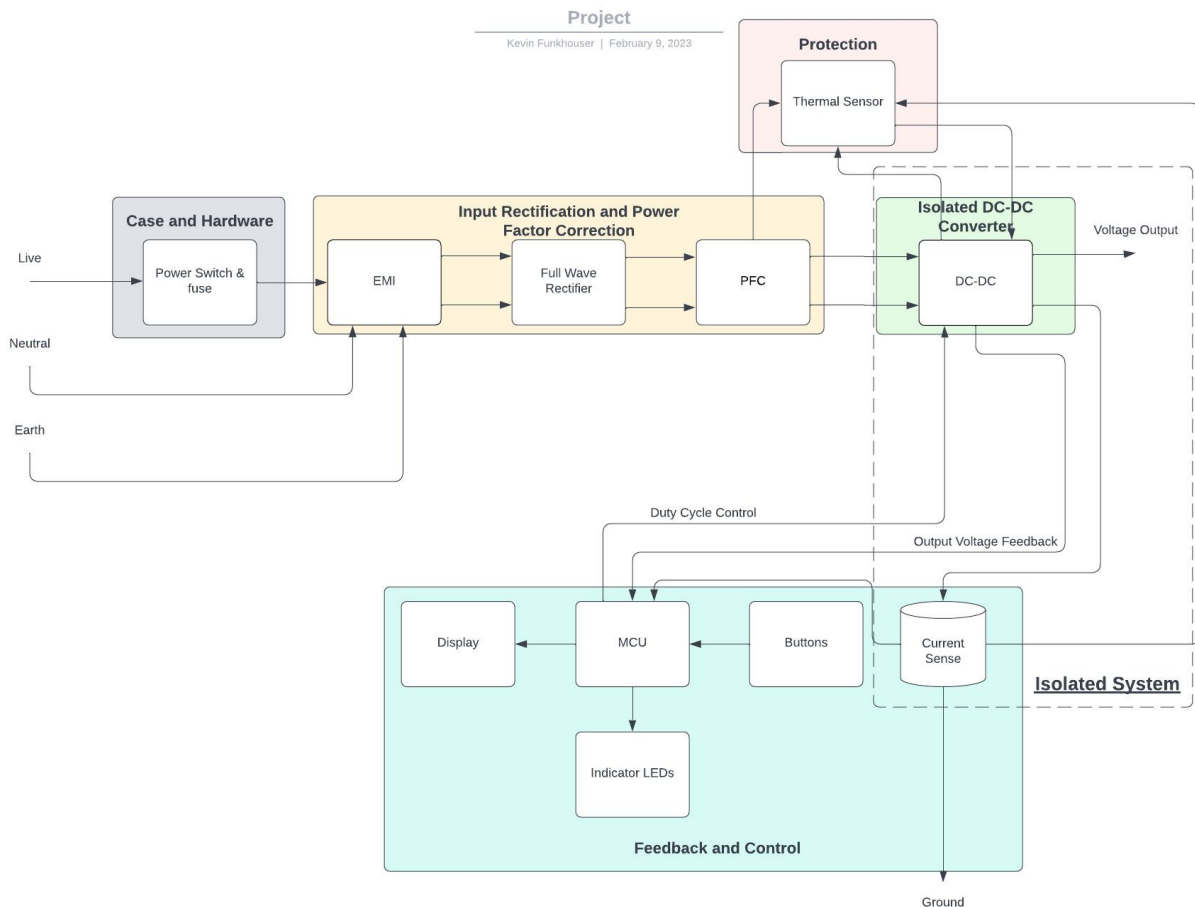 Project
Kevin Funkhouser | February 9, 2023
Protection
Thermal Sensor
Case and Hardware
Power Switch &
fuse
Input Rectification and Power
Factor Correction
EMI
Full Wave
Rectifier
PFC
Isolated DC-DC
Converter
DC-DC
Voltage Output
Live
Neutral
Earth
Duty Cycle Control
Output Voltage Feedback
Display
MCU
Buttons
Current
Sense
Isolated System
Indicator LEDs
Feedback and Control
Ground